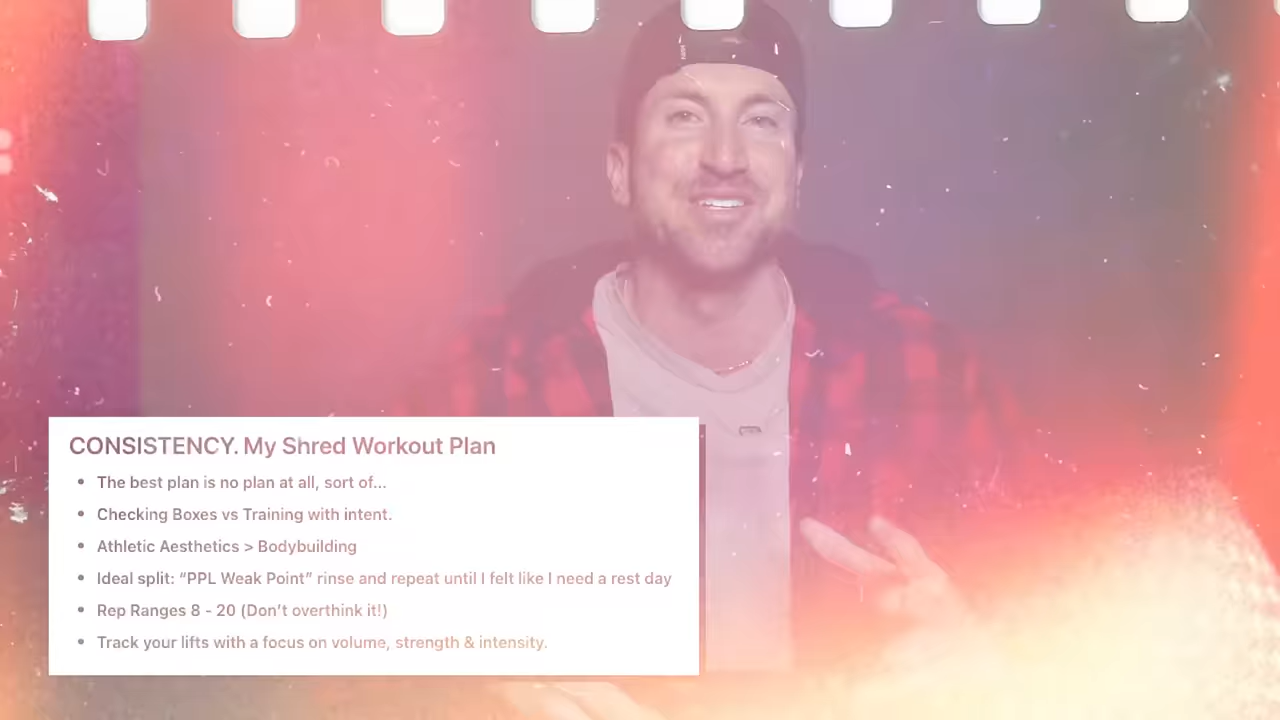 CONSISTENCY. My Shred Workout Plan
• The best plan is no plan at all, sort of...
• Checking Boxes vs Training with intent.
• Athletic Aesthetics > Bodybuilding
• Ideal split: “PPL Weak Point” rinse and repeat until I felt like I need a rest day
• Rep Ranges 8 - 20 (Don’t overthink it!)
• Track your lifts with a focus on volume, strength & intensity.